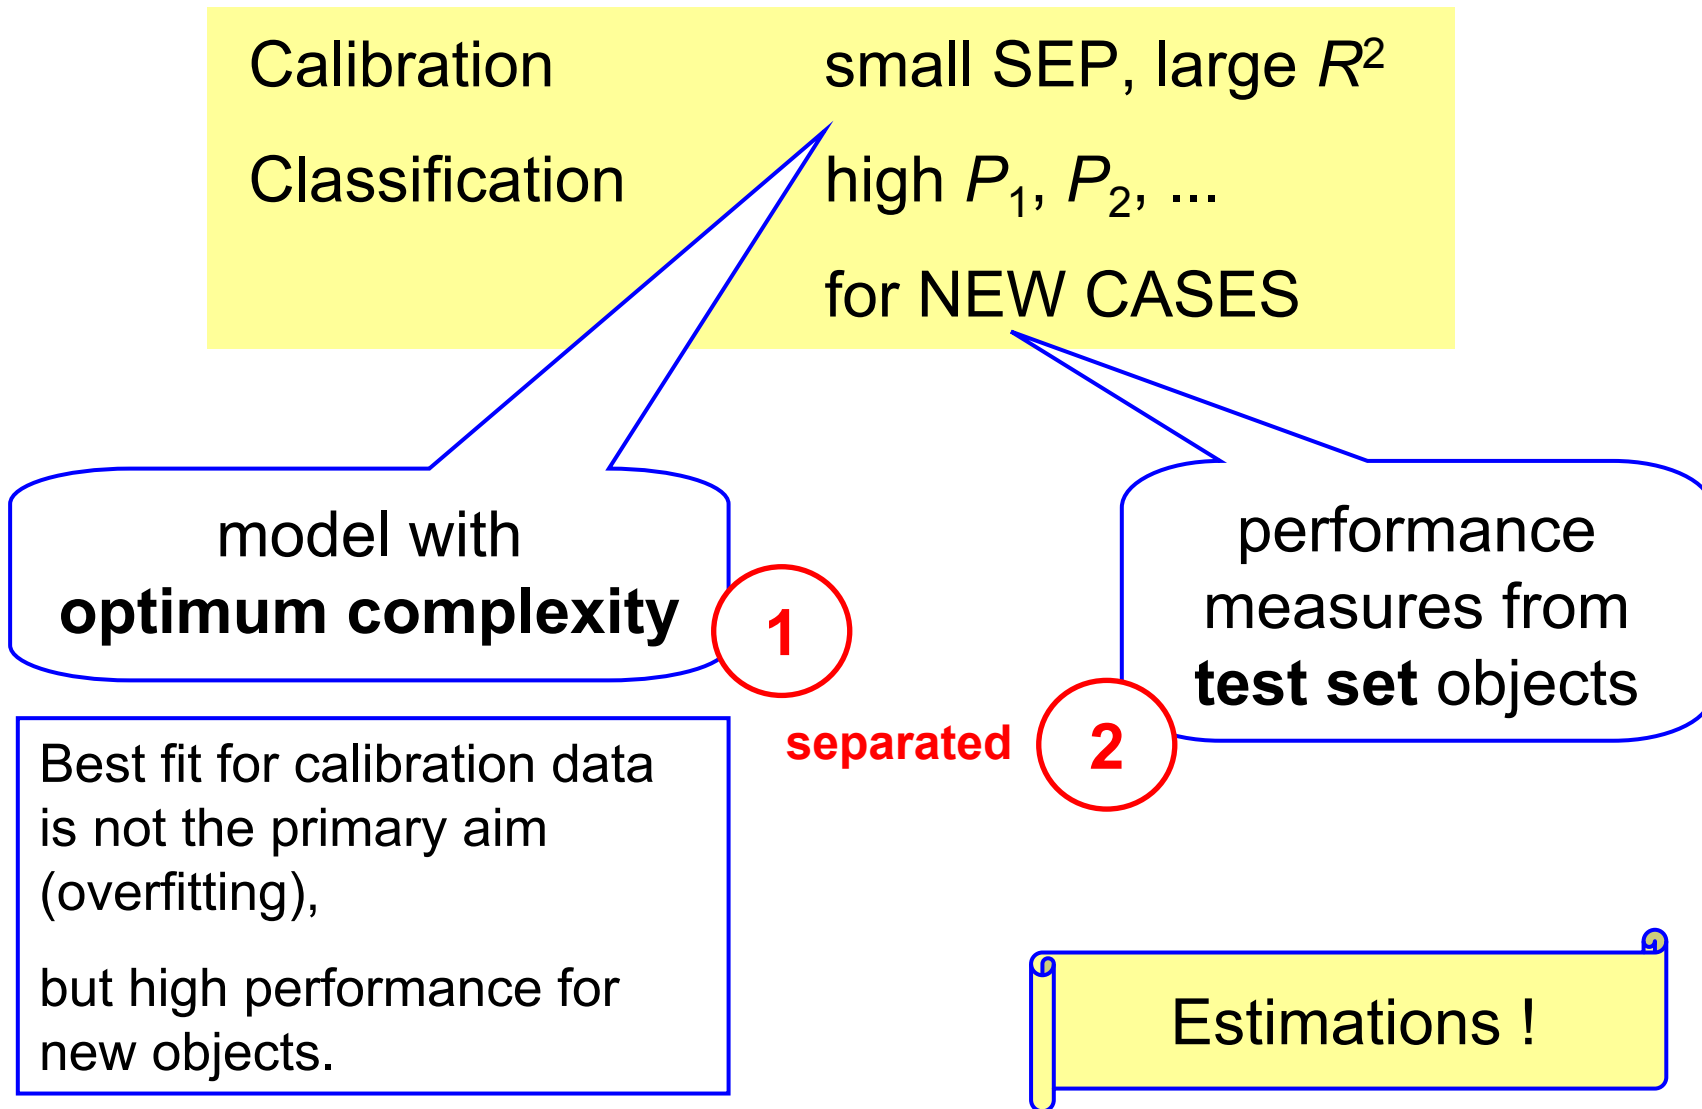 Calibration small SEP, large R²
Classification high P₁, P₂, ...
for NEW CASES
model with
optimum complexity
1
performance
measures from
test set objects
separated
2
Best fit for calibration data
is not the primary aim
(overfitting),
but high performance for
new objects.
Estimations !